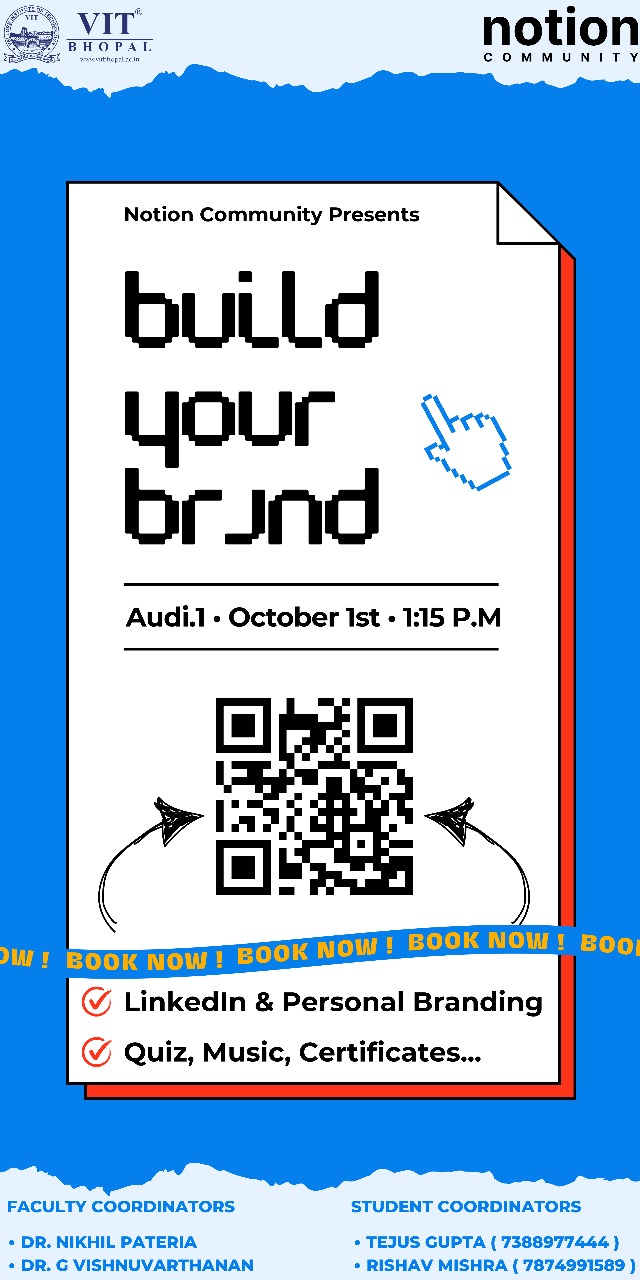 VIT®
BHOPAL
www.vitbhopal.ac.in
notion
COMMUNITY
Notion Community Presents
build
your
brand
Audi.1 • October 1st • 1:15 P.M
OW ! BOOK NOW ! BOOK NOW ! BOOK NOW ! BOO
LinkedIn & Personal Branding
Quiz, Music, Certificates...
FACULTY COORDINATORS
• DR. NIKHIL PATERIA
• DR. G VISHNUVARTHANAN
STUDENT COORDINATORS
• TEJUS GUPTA ( 7388977444 )
• RISHAV MISHRA ( 7874991589 )